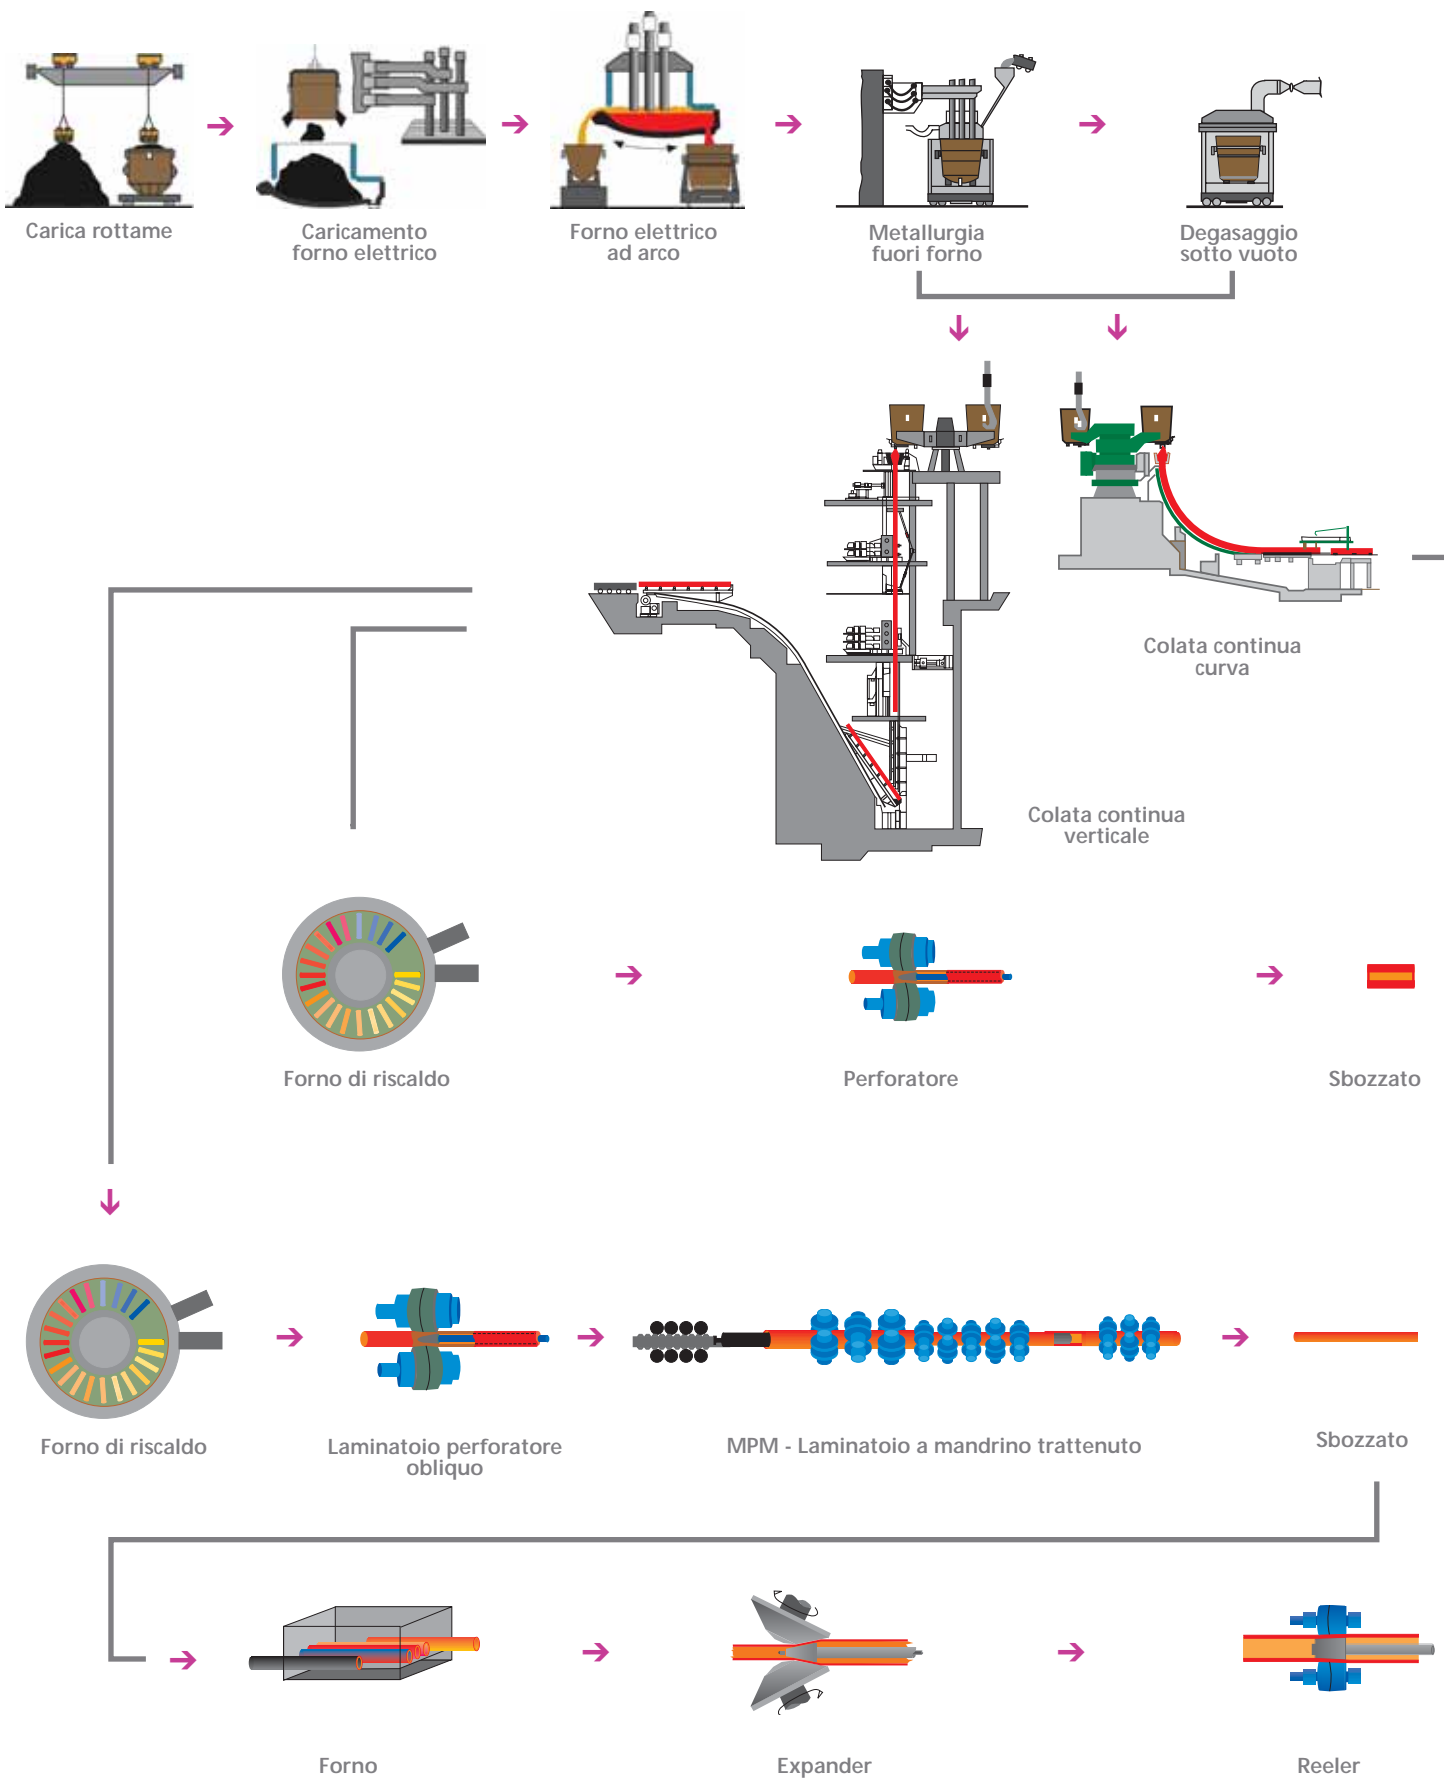 Carica rottame
Caricamento
forno elettrico
Forno elettrico
ad arco
Metallurgia
fuori forno
Degasaggio
sotto vuoto
Colata continua
curva
Colata continua
verticale
Forno di riscaldo
Perforatore
Sbozzato
Forno di riscaldo
Laminatoio perforatore
obliquo
MPM - Laminatoio a mandrino trattenuto
Sbozzato
Forno
Expander
Reeler